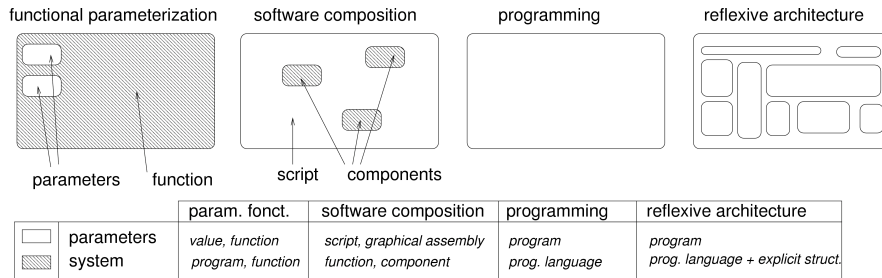 functional parameterization software composition programming reflexive architecture
parameters function script components
param. fonct. software composition programming reflexive architecture
parameters value, function script, graphical assembly program program
system program, function function, component prog. language prog. language + explicit struct.